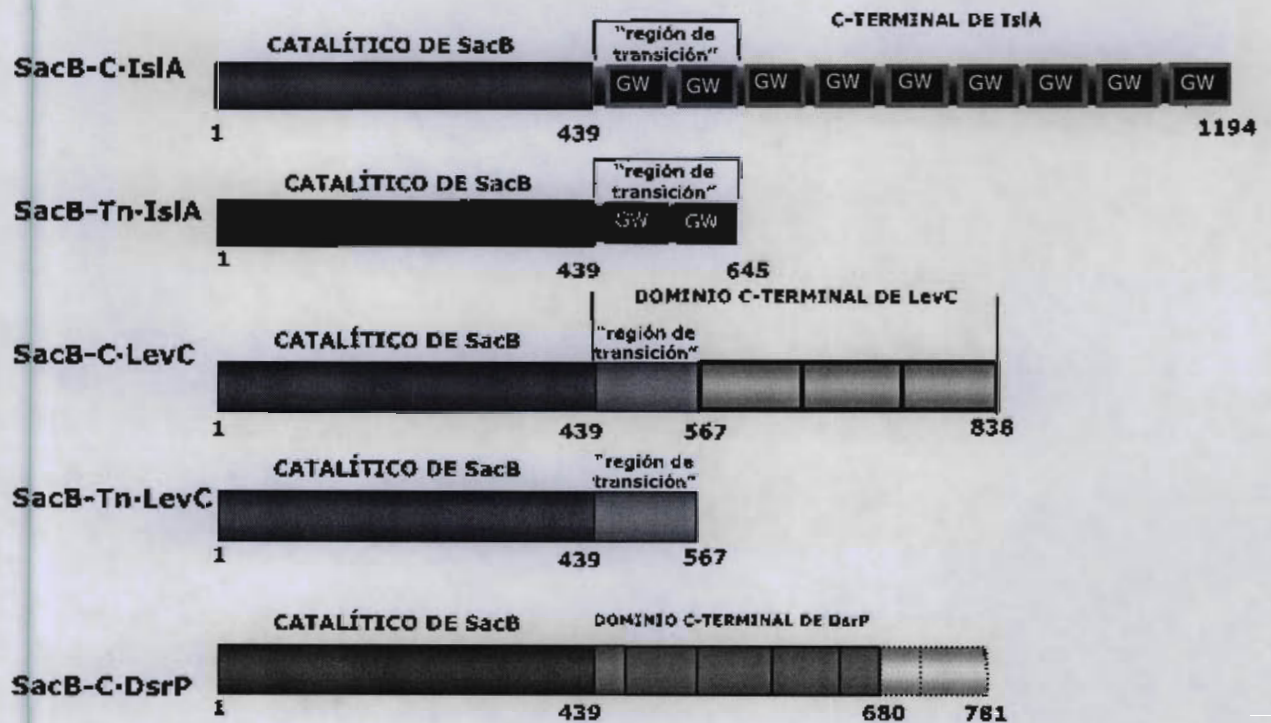 C-TERMINAL DE IslA
"región de
transición"
CATALÍTICO DE SacB
SacB-C-IslA
GW GW GW GW GW GW GW GW GW
1 439 1194
"región de
transición"
CATALÍTICO DE SacB
SacB-Tn-IslA
GW GW
1 439 645
DOMINIO C-TERMINAL DE LevC
"región de
transición"
CATALÍTICO DE SacB
SacB-C-LevC
1 439 567 838
"región de
transición"
CATALÍTICO DE SacB
SacB-Tn-LevC
1 439 567
CATALÍTICO DE SacB DOMINIO C-TERMINAL DE DsrP
SacB-C-DsrP
1 439 680 781